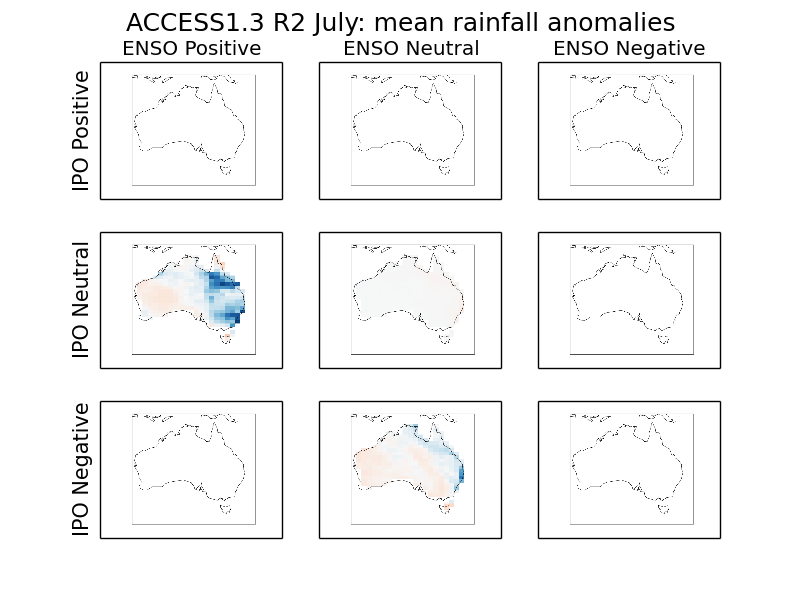 ACCESS1.3 R2 July: mean rainfall anomalies
ENSO Positive
ENSO Neutral
ENSO Negative
IPO Positive
IPO Neutral
IPO Negative